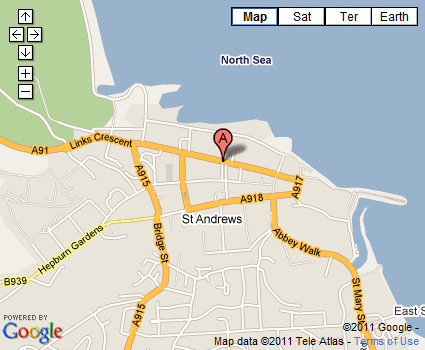 Map Sat Ter Earth
North Sea
A
A91
Links Crescent
A915
A917
A918
St Andrews
Hepburn Gardens
Bridge St
Abbey Walk
B939
A915
St Mary S
East S
POWERED BY
Google
©2011 Google -
Map data ©2011 Tele Atlas - Terms of Use